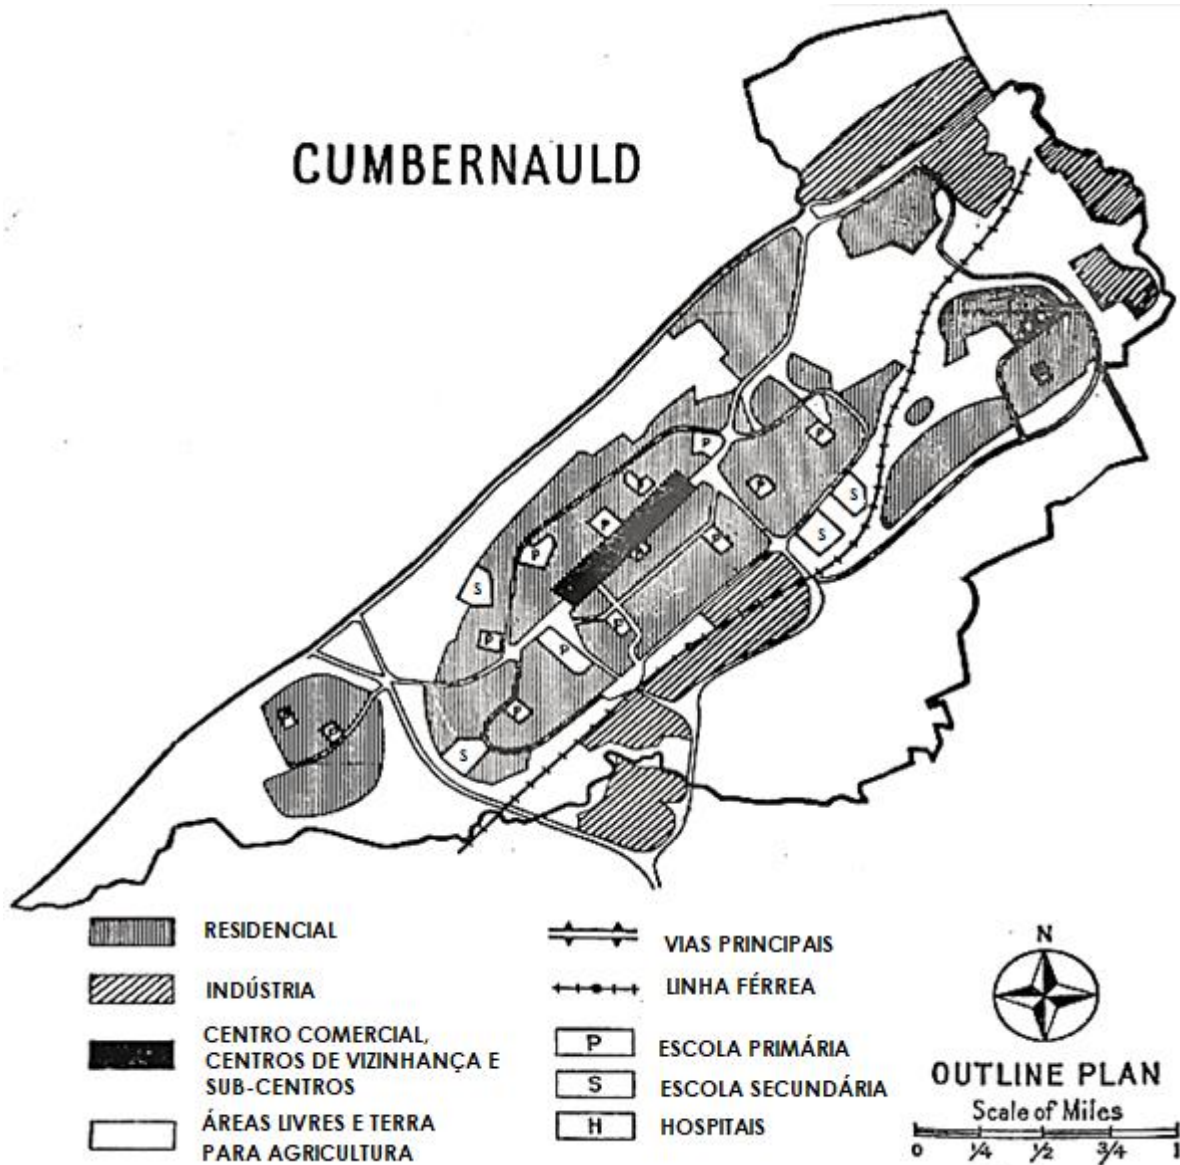 CUMBERNAULD
P
P
P
P
S
P
S
P
P
S
P
P
P
P
S
RESIDENCIAL
INDÚSTRIA
CENTRO COMERCIAL,
CENTROS DE VIZINHANÇA E
SUB-CENTROS
ÁREAS LIVRES E TERRA
PARA AGRICULTURA
VIAS PRINCIPAIS
LINHA FÉRREA
P ESCOLA PRIMÁRIA
S ESCOLA SECUNDÁRIA
H HOSPITAIS
N
OUTLINE PLAN
Scale of Miles
0 ¼ ½ ¾ 1